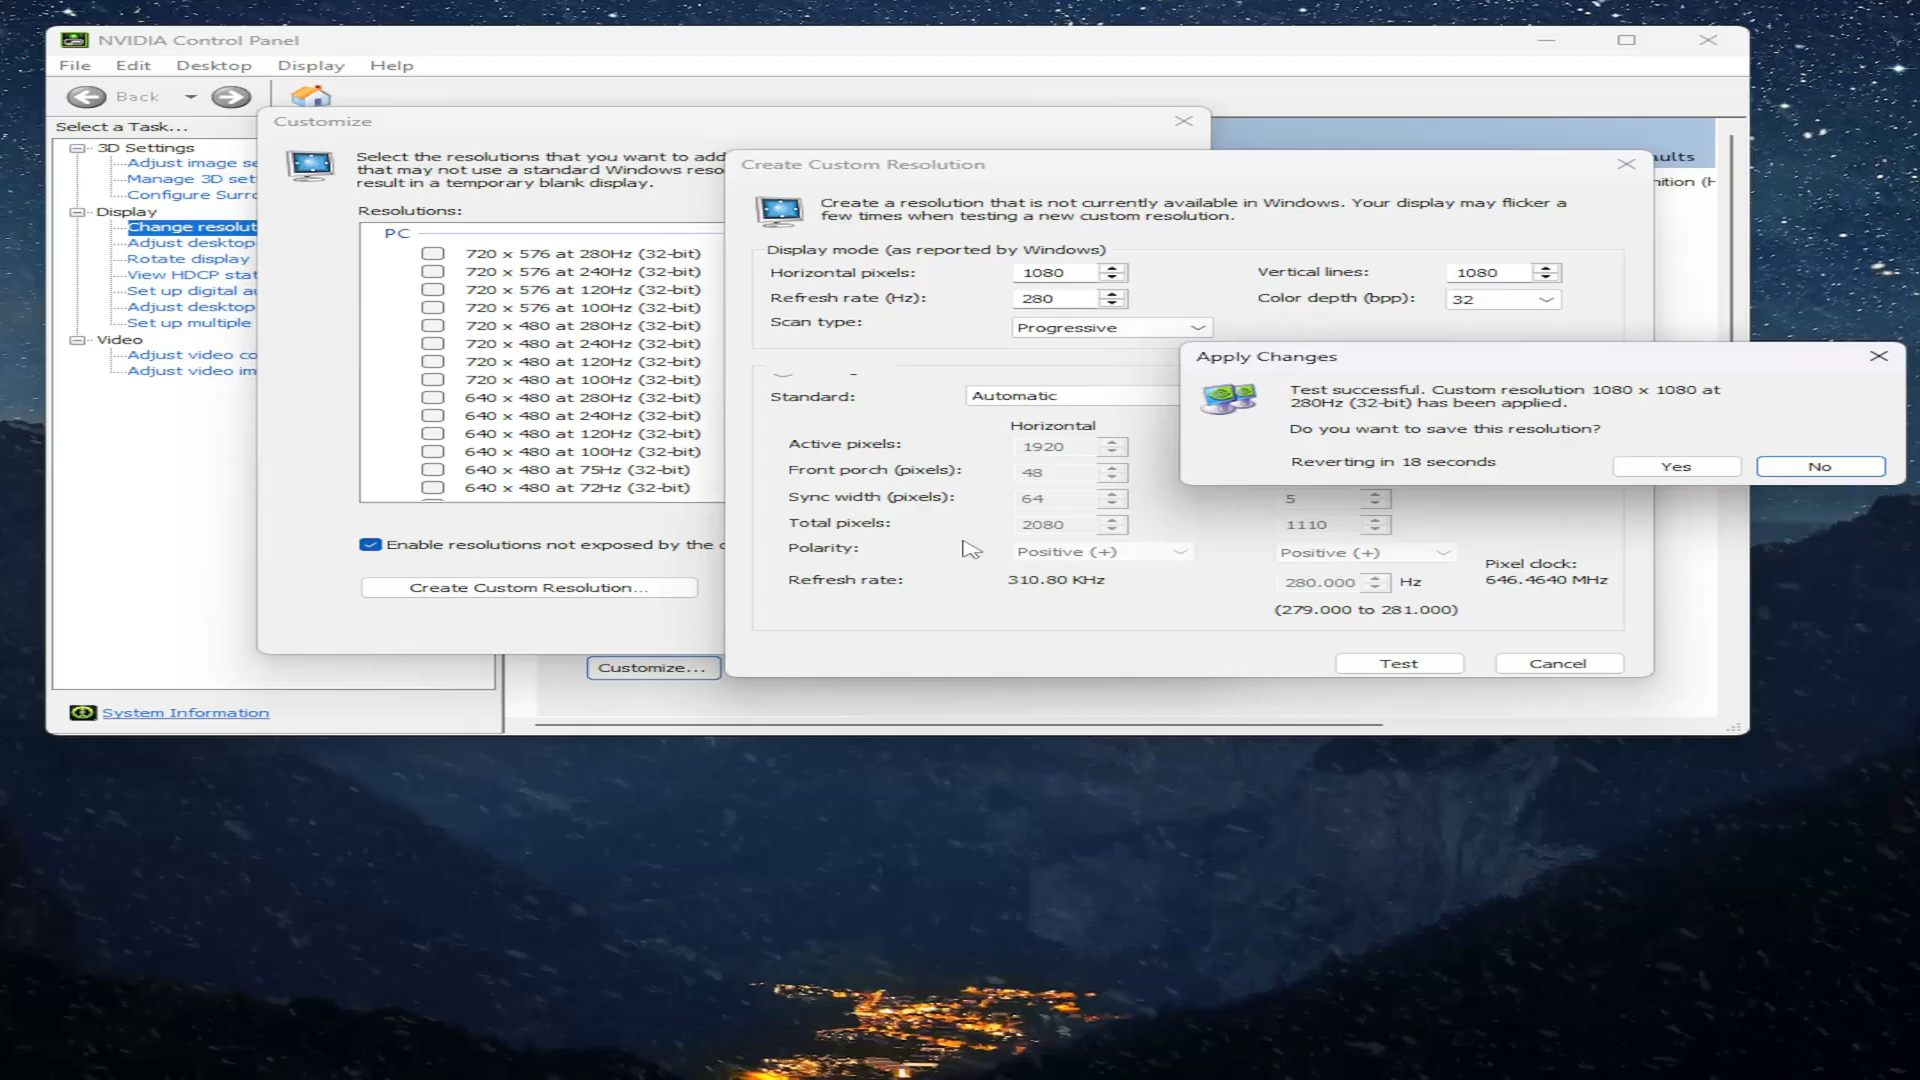 NVIDIA Control Panel
File Edit Desktop Display Help
Back
Select a Task...
3D Settings
Adjust image se
Manage 3D set
Configure Surro
Display
Change resolut
Adjust desktop
Rotate display
View HDCP stat
Set up digital au
Adjust desktop
Set up multiple
Video
Adjust video co
Adjust video im
System Information
Customize
Select the resolutions that you want to add
that may not use a standard Windows reso
result in a temporary blank display.
Resolutions:
PC
720 x 576 at 280Hz (32-bit)
720 x 576 at 240Hz (32-bit)
720 x 576 at 120Hz (32-bit)
720 x 576 at 100Hz (32-bit)
720 x 480 at 280Hz (32-bit)
720 x 480 at 240Hz (32-bit)
720 x 480 at 120Hz (32-bit)
720 x 480 at 100Hz (32-bit)
640 x 480 at 280Hz (32-bit)
640 x 480 at 240Hz (32-bit)
640 x 480 at 120Hz (32-bit)
640 x 480 at 100Hz (32-bit)
640 x 480 at 75Hz (32-bit)
640 x 480 at 72Hz (32-bit)
Enable resolutions not exposed by the
Create Custom Resolution...
Customize...
aults
nition (H
Create Custom Resolution
Create a resolution that is not currently available in Windows. Your display may flicker a
few times when testing a new custom resolution.
Display mode (as reported by Windows)
Horizontal pixels: 1080 Vertical lines: 1080
Refresh rate (Hz): 280 Color depth (bpp): 32
Scan type: Progressive
Standard: Automatic
Horizontal
Active pixels: 1920
Front porch (pixels): 48
Sync width (pixels): 64 5
Total pixels: 2080 1110
Polarity: Positive (+) Positive (+)
Refresh rate: 310.80 KHz 280.000 Hz
(279.000 to 281.000)
Pixel clock:
646.4640 MHz
Test Cancel
Apply Changes
Test successful. Custom resolution 1080 x 1080 at
280Hz (32-bit) has been applied.
Do you want to save this resolution?
Reverting in 18 seconds
Yes No